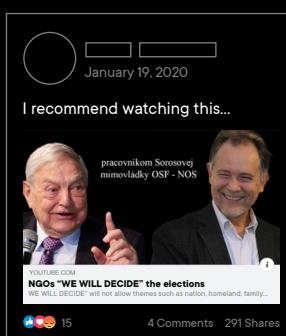 January 19, 2020
I recommend watching this...
pracovníkom Sorosovej
mimovládky OSF - NOS
i
YOUTUBE.COM
NGOs "WE WILL DECIDE" the elections
WE WILL DECIDE" will not allow themes such as nation, homeland, family...
15
4 Comments 291 Shares